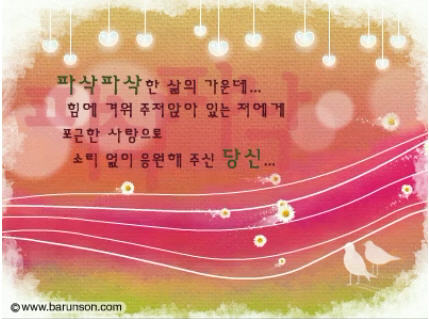 파삭파삭한 삶의 가운데...
힘에 겨워 주저앉아 있는 저에게
포근한 사랑으로
소리 없이 응원해 주신 당신...
© www.barunson.com